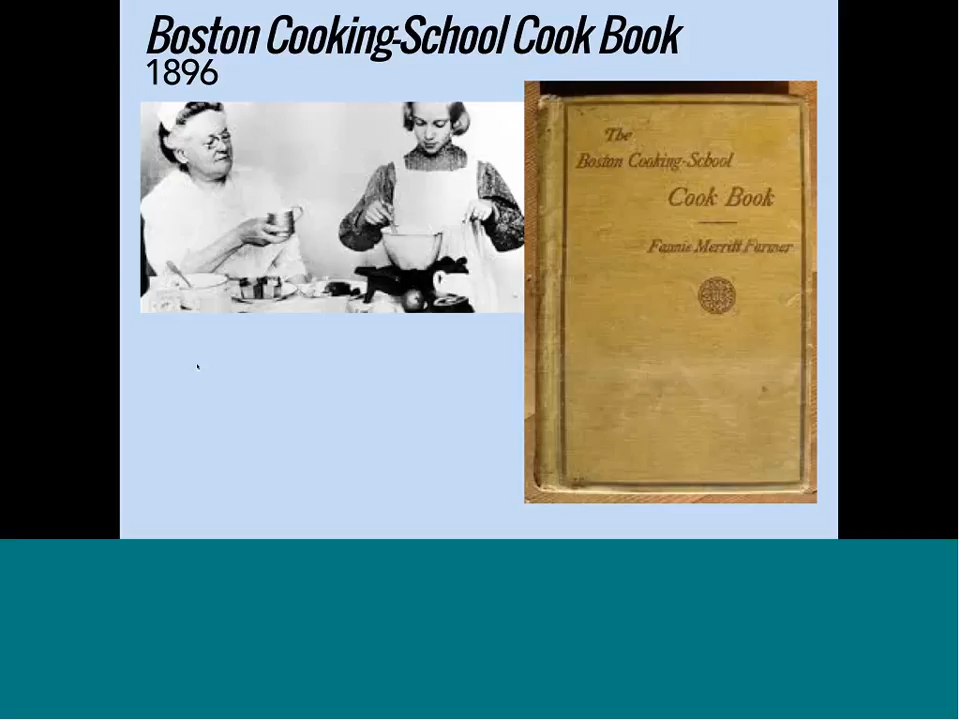 Boston Cooking-School Cook Book
1896
The
Boston Cooking-School
Cook Book
Fannie Merritt Farmer